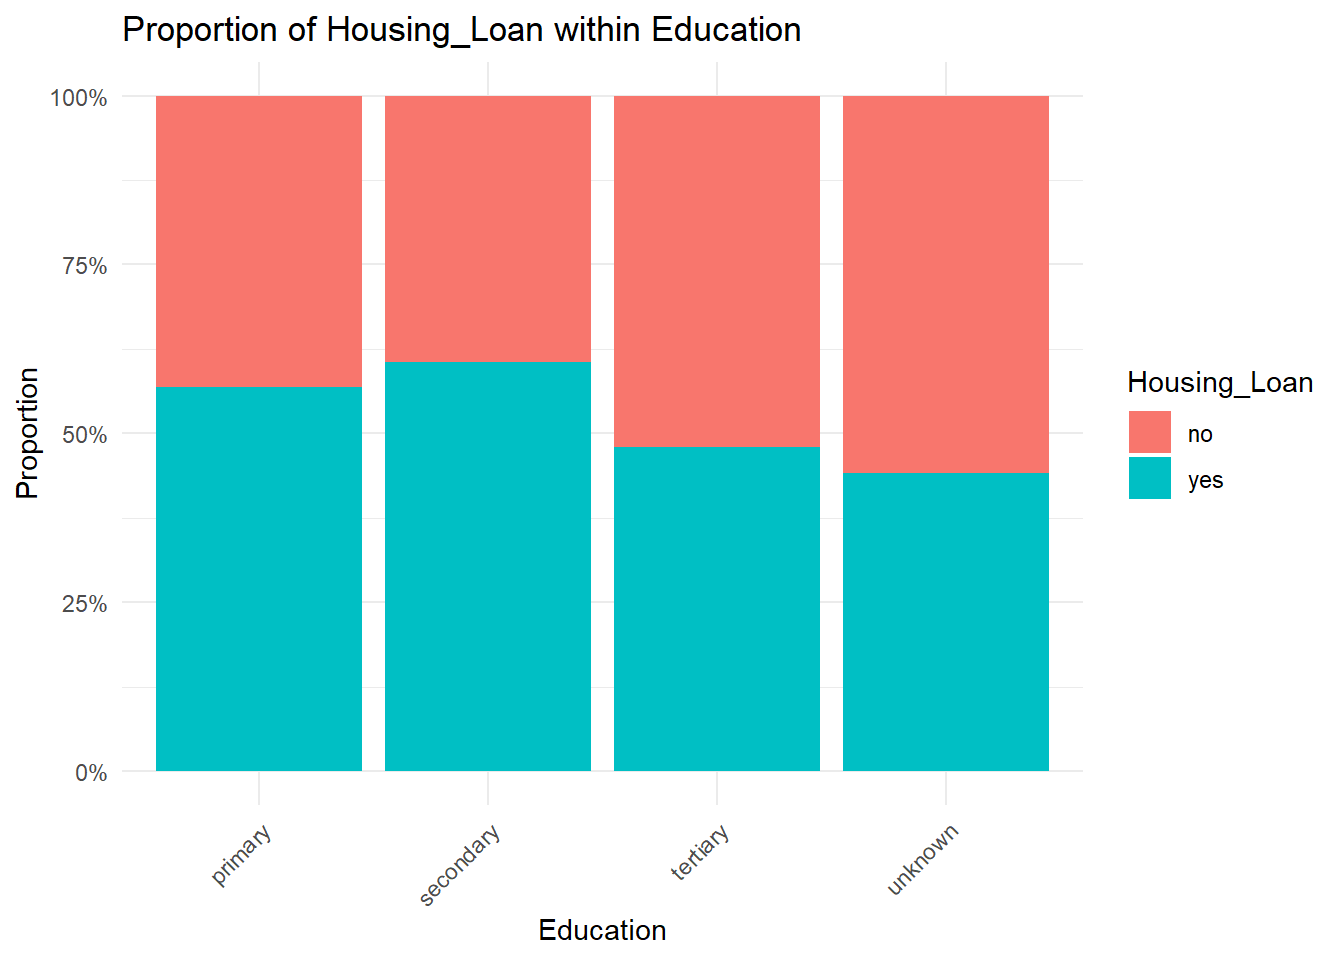 Proportion of Housing_Loan within Education
100%
75%
50%
25%
0%
Proportion
primary
secondary
tertiary
unknown
Education
Housing_Loan
no
yes